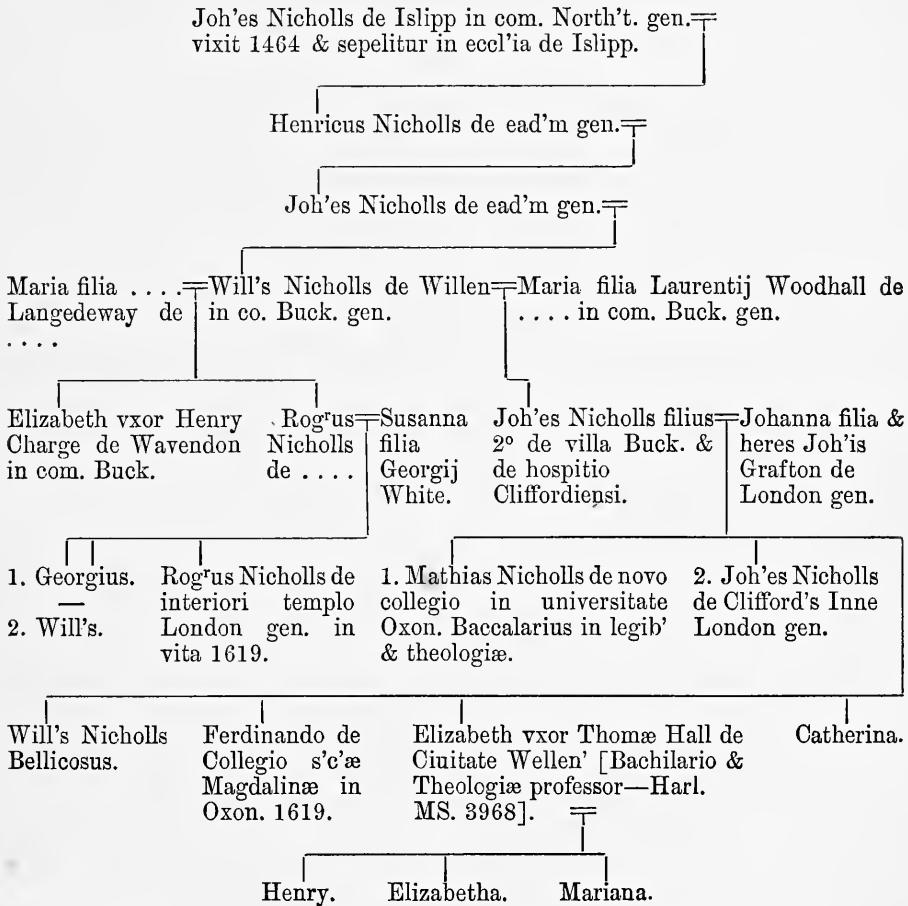 Joh'es Nicholls de Islipp in com. North't. gen.
vixit 1464 & sepelitur in eccl'ia de Islipp.
Henricus Nicholls de ead'm gen.
Joh'es Nicholls de ead'm gen.
Maria filia . . . .
Langedeway de
. . . .
Will's Nicholls de Willen
in co. Buck. gen.
Maria filia Laurentij Woodhall de
. . . . in com. Buck. gen.
Elizabeth vxor Henry
Charge de Wavendon
in com. Buck.
Rogʳus
Nicholls
de . . . .
Susanna
filia
Georgij
White.
Joh'es Nicholls filius
2º de villa Buck. &
de hospitio
Cliffordiensi.
Johanna filia &
heres Joh'is
Grafton de
London gen.
1. Georgius.
—
2. Will's.
Rogʳus Nicholls de
interiori templo
London gen. in
vita 1619.
1. Mathias Nicholls de novo
collegio in universitate
Oxon. Baccalarius in legib'
& theologiæ.
2. Joh'es Nicholls
de Clifford's Inne
London gen.
Will's Nicholls
Bellicosus.
Ferdinando de
Collegio s'c'æ
Magdalinæ in
Oxon. 1619.
Elizabeth vxor Thomæ Hall de
Ciuitate Wellen' [Bachilario &
Theologiæ professor—Harl.
MS. 3968].
Catherina.
Henry.
Elizabetha.
Mariana.